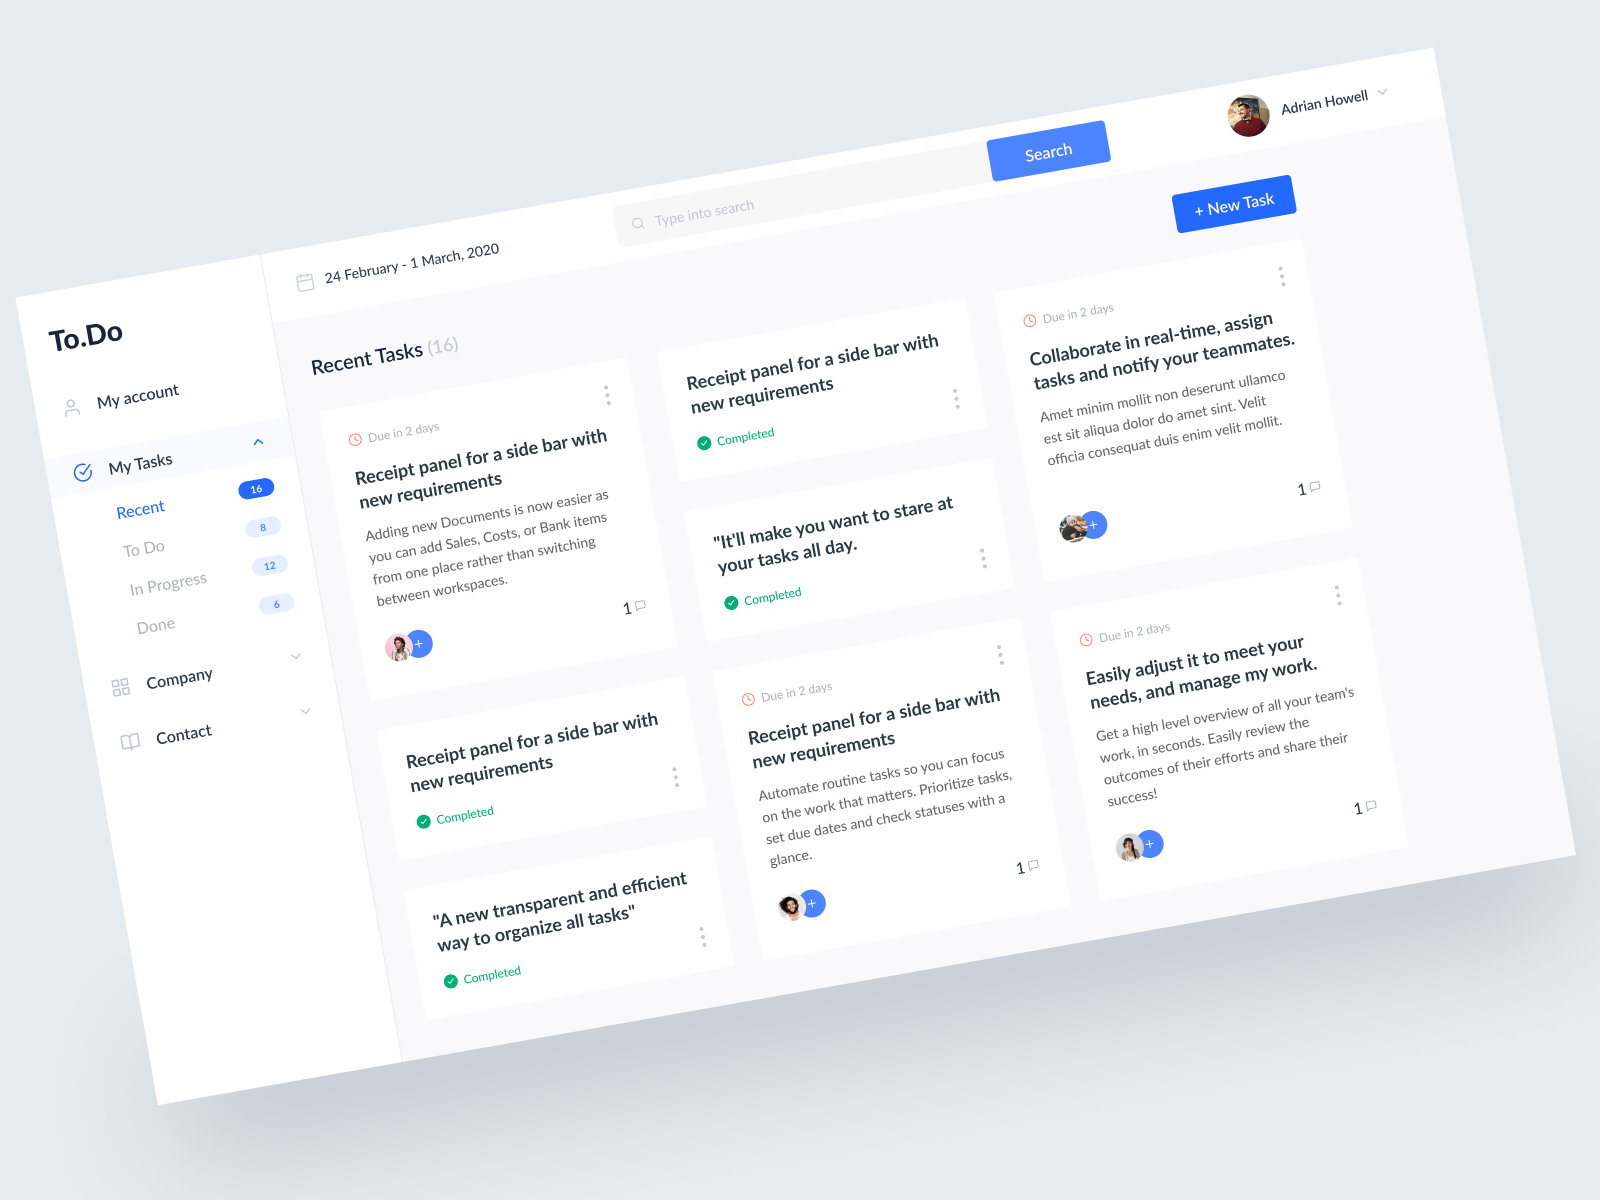 To.Do
My account
My Tasks
Recent 16
To Do 8
In Progress 12
Done 6
Company
Contact
24 February - 1 March, 2020
Type into search
Search
Adrian Howell
+ New Task
Recent Tasks (16)
Due in 2 days
Receipt panel for a side bar with
new requirements
Adding new Documents is now easier as
you can add Sales, Costs, or Bank items
from one place rather than switching
between workspaces.
+
1
Receipt panel for a side bar with
new requirements
Completed
"A new transparent and efficient
way to organize all tasks"
Completed
Receipt panel for a side bar with
new requirements
Completed
"It'll make you want to stare at
your tasks all day.
Completed
Due in 2 days
Receipt panel for a side bar with
new requirements
Automate routine tasks so you can focus
on the work that matters. Prioritize tasks,
set due dates and check statuses with a
glance.
+
1
Due in 2 days
Collaborate in real-time, assign
tasks and notify your teammates.
Amet minim mollit non deserunt ullamco
est sit aliqua dolor do amet sint. Velit
officia consequat duis enim velit mollit.
1
+
Due in 2 days
Easily adjust it to meet your
needs, and manage my work.
Get a high level overview of all your team's
work, in seconds. Easily review the
outcomes of their efforts and share their
success!
1
+